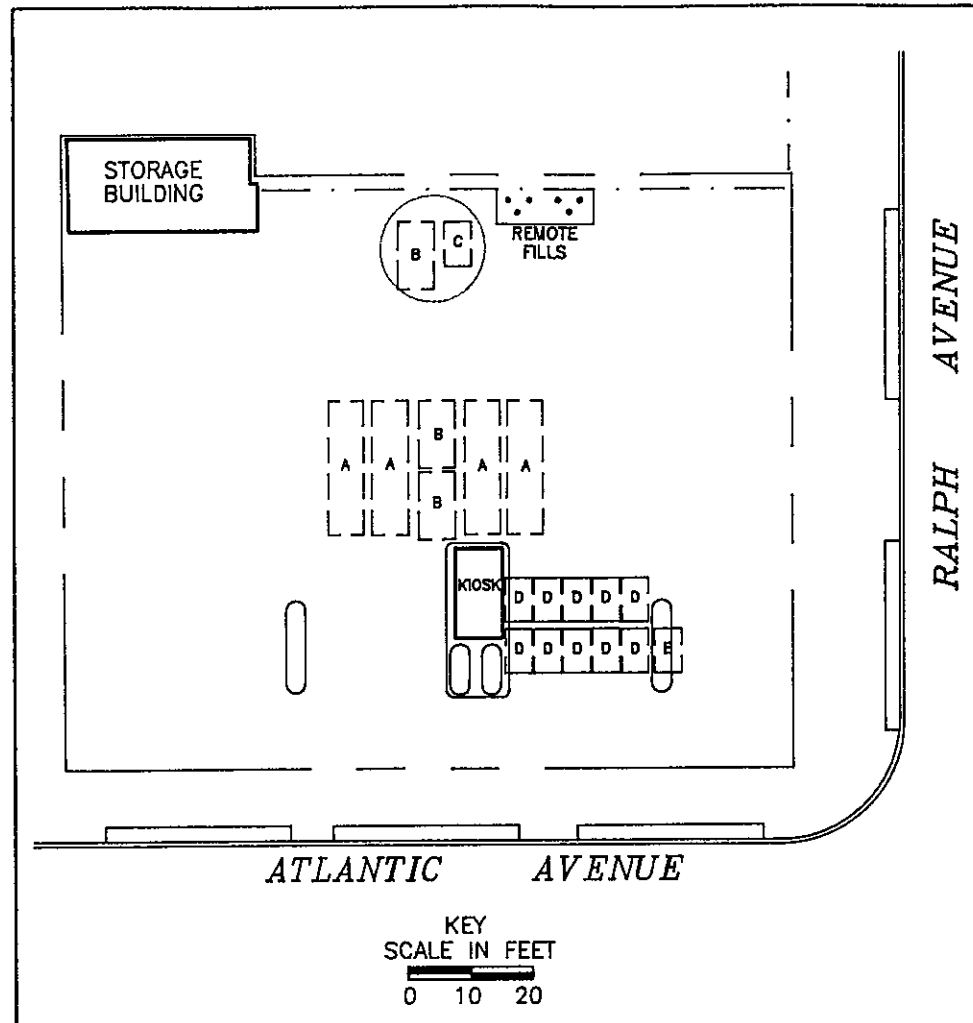 STORAGE
BUILDING
B
C
REMOTE
FILLS
AVENUE
RALPH
A
A
B
A
A
B
KIOSK
D
D
D
D
D
D
D
D
D
D
E
ATLANTIC AVENUE
KEY
SCALE IN FEET
0 10 20